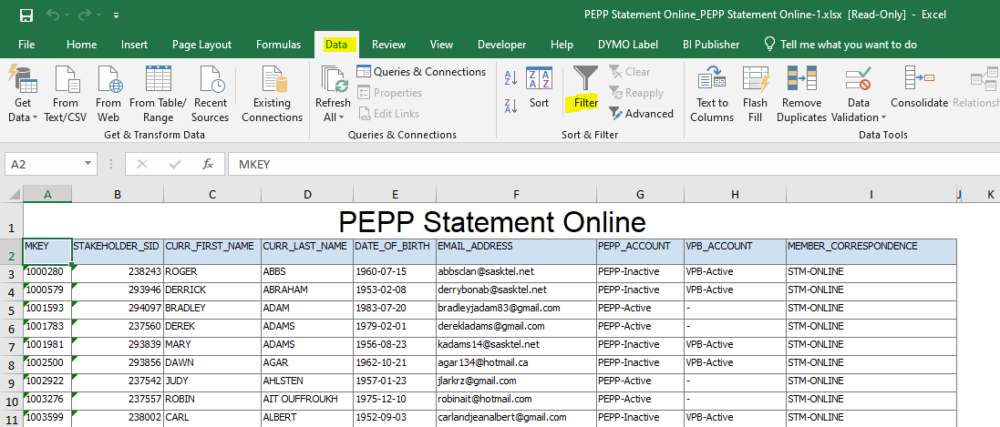 PEPP Statement Online_PEPP Statement Online-1.xlsx [Read-Only] - Excel
File Home Insert Page Layout Formulas Data Review View Developer Help DYMO Label BI Publisher Tell me what you want to do
Get Data From Text/CSV From Web From Table/ Range Recent Sources Existing Connections Refresh All Queries & Connections Properties Edit Links Sort Filter Clear Reapply Advanced Text to Columns Flash Fill Remove Duplicates Data Validation Consolidate Relationsh
Get & Transform Data Queries & Connections Sort & Filter Data Tools
A2 fx MKEY
A B C D E F G H I J K
1 PEPP Statement Online
2 MKEY STAKEHOLDER_SID CURR_FIRST_NAME CURR_LAST_NAME DATE_OF_BIRTH EMAIL_ADDRESS PEPP_ACCOUNT VPB_ACCOUNT MEMBER_CORRESPONDENCE
3 1000280 238243 ROGER ABBS 1960-07-15 abbsclan@sasktel.net PEPP-Inactive VPB-Active STM-ONLINE
4 1000579 293946 DERRICK ABRAHAM 1953-02-08 derrybonab@sasktel.net PEPP-Inactive VPB-Active STM-ONLINE
5 1001593 294097 BRADLEY ADAM 1983-07-20 bradleyjadam83@gmail.com PEPP-Active - STM-ONLINE
6 1001783 237560 DEREK ADAMS 1979-02-01 derekladams@gmail.com PEPP-Active - STM-ONLINE
7 1001981 293839 MARY ADAMS 1956-08-23 kadams14@sasktel.net PEPP-Inactive VPB-Active STM-ONLINE
8 1002500 293856 DAWN AGAR 1962-10-21 agar134@hotmail.ca PEPP-Inactive VPB-Active STM-ONLINE
9 1002922 237542 JUDY AHLSTEN 1957-01-23 jlarkrz@gmail.com PEPP-Active - STM-ONLINE
10 1003276 237557 ROBIN AIT OUFFROUKH 1975-12-10 robinait@hotmail.com PEPP-Active - STM-ONLINE
11 1003599 238002 CARL ALBERT 1952-09-03 carlandjeanalbert@gmail.com PEPP-Inactive VPB-Active STM-ONLINE